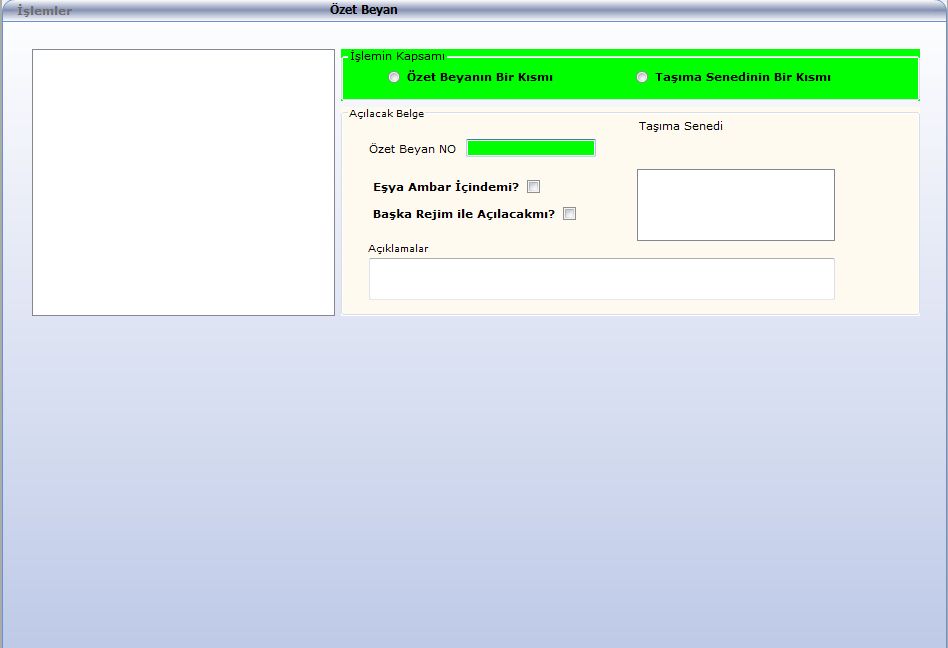 İşlemler
Özet Beyan
İşlemin Kapsamı
Özet Beyanın Bir Kısmı
Taşıma Senedinin Bir Kısmı
Açılacak Belge
Taşıma Senedi
Özet Beyan NO
Eşya Ambar İçindemi?
Başka Rejim ile Açılacakmı?
Açıklamalar